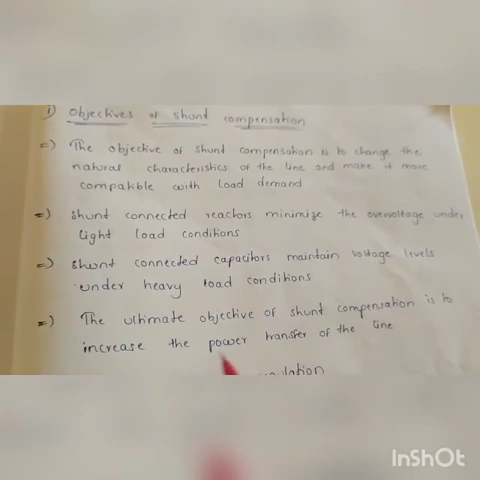 1) Objectives of shunt compensation
=) The objective of shunt compensation is to change the
natural characteristics of the line and make it more
compatible with load demand
=) shunt connected reactors minimize the overvoltage under
light load conditions
=) shunt connected capacitors maintain voltage levels
under heavy load conditions
=) The ultimate objective of shunt compensation is to
increase the power transfer of the line
InShOt